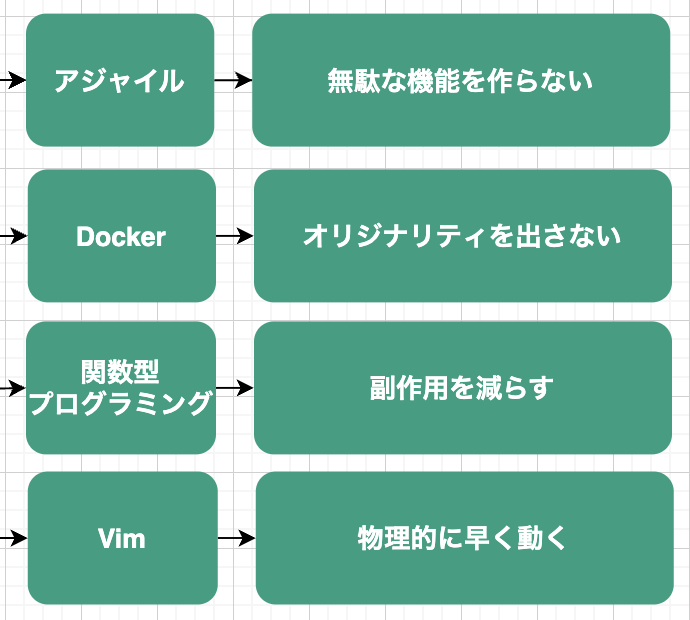 アジャイル
無駄な機能を作らない
Docker
オリジナリティを出さない
関数型
プログラミング
副作用を減らす
Vim
物理的に早く動く